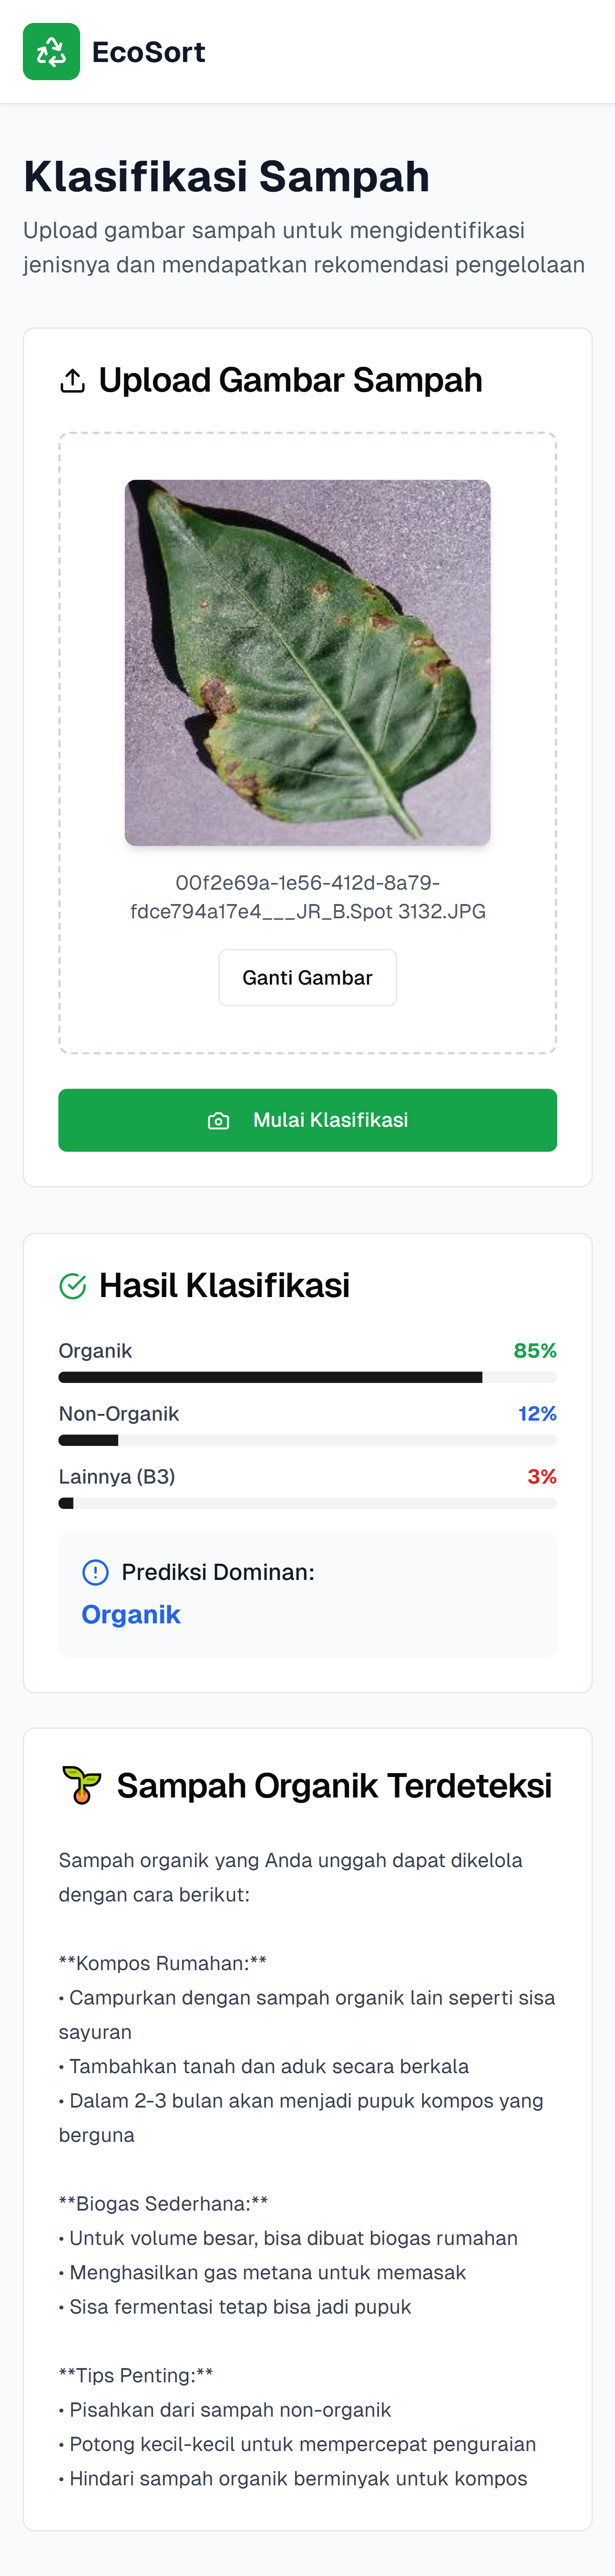 EcoSort
Klasifikasi Sampah
Upload gambar sampah untuk mengidentifikasi
jenisnya dan mendapatkan rekomendasi pengelolaan
Upload Gambar Sampah
00f2e69a-1e56-412d-8a79-
fdce794a17e4___JR_B.Spot 3132.JPG
Ganti Gambar
Mulai Klasifikasi
Hasil Klasifikasi
Organik 85%
Non-Organik 12%
Lainnya (B3) 3%
Prediksi Dominan:
Organik
Sampah Organik Terdeteksi
Sampah organik yang Anda unggah dapat dikelola
dengan cara berikut:
**Kompos Rumahan:**
• Campurkan dengan sampah organik lain seperti sisa
sayuran
• Tambahkan tanah dan aduk secara berkala
• Dalam 2-3 bulan akan menjadi pupuk kompos yang
berguna
**Biogas Sederhana:**
• Untuk volume besar, bisa dibuat biogas rumahan
• Menghasilkan gas metana untuk memasak
• Sisa fermentasi tetap bisa jadi pupuk
**Tips Penting:**
• Pisahkan dari sampah non-organik
• Potong kecil-kecil untuk mempercepat penguraian
• Hindari sampah organik berminyak untuk kompos